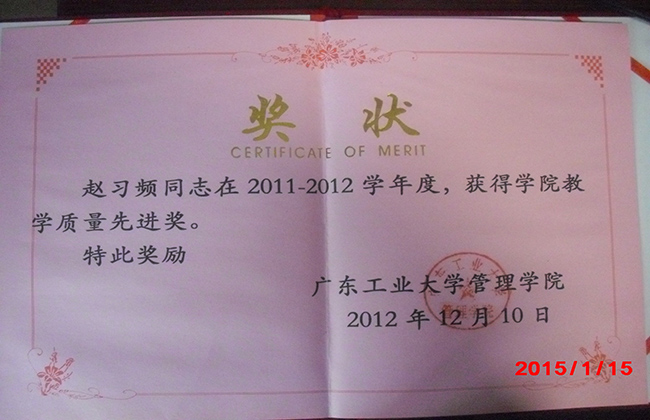 奖 状
CERTIFICATE OF MERIT
赵习频同志在 2011-2012 学年度，获得学院教
学质量先进奖。
特此奖励
广东工业大学管理学院
2012 年 12 月 10 日
2015/1/15